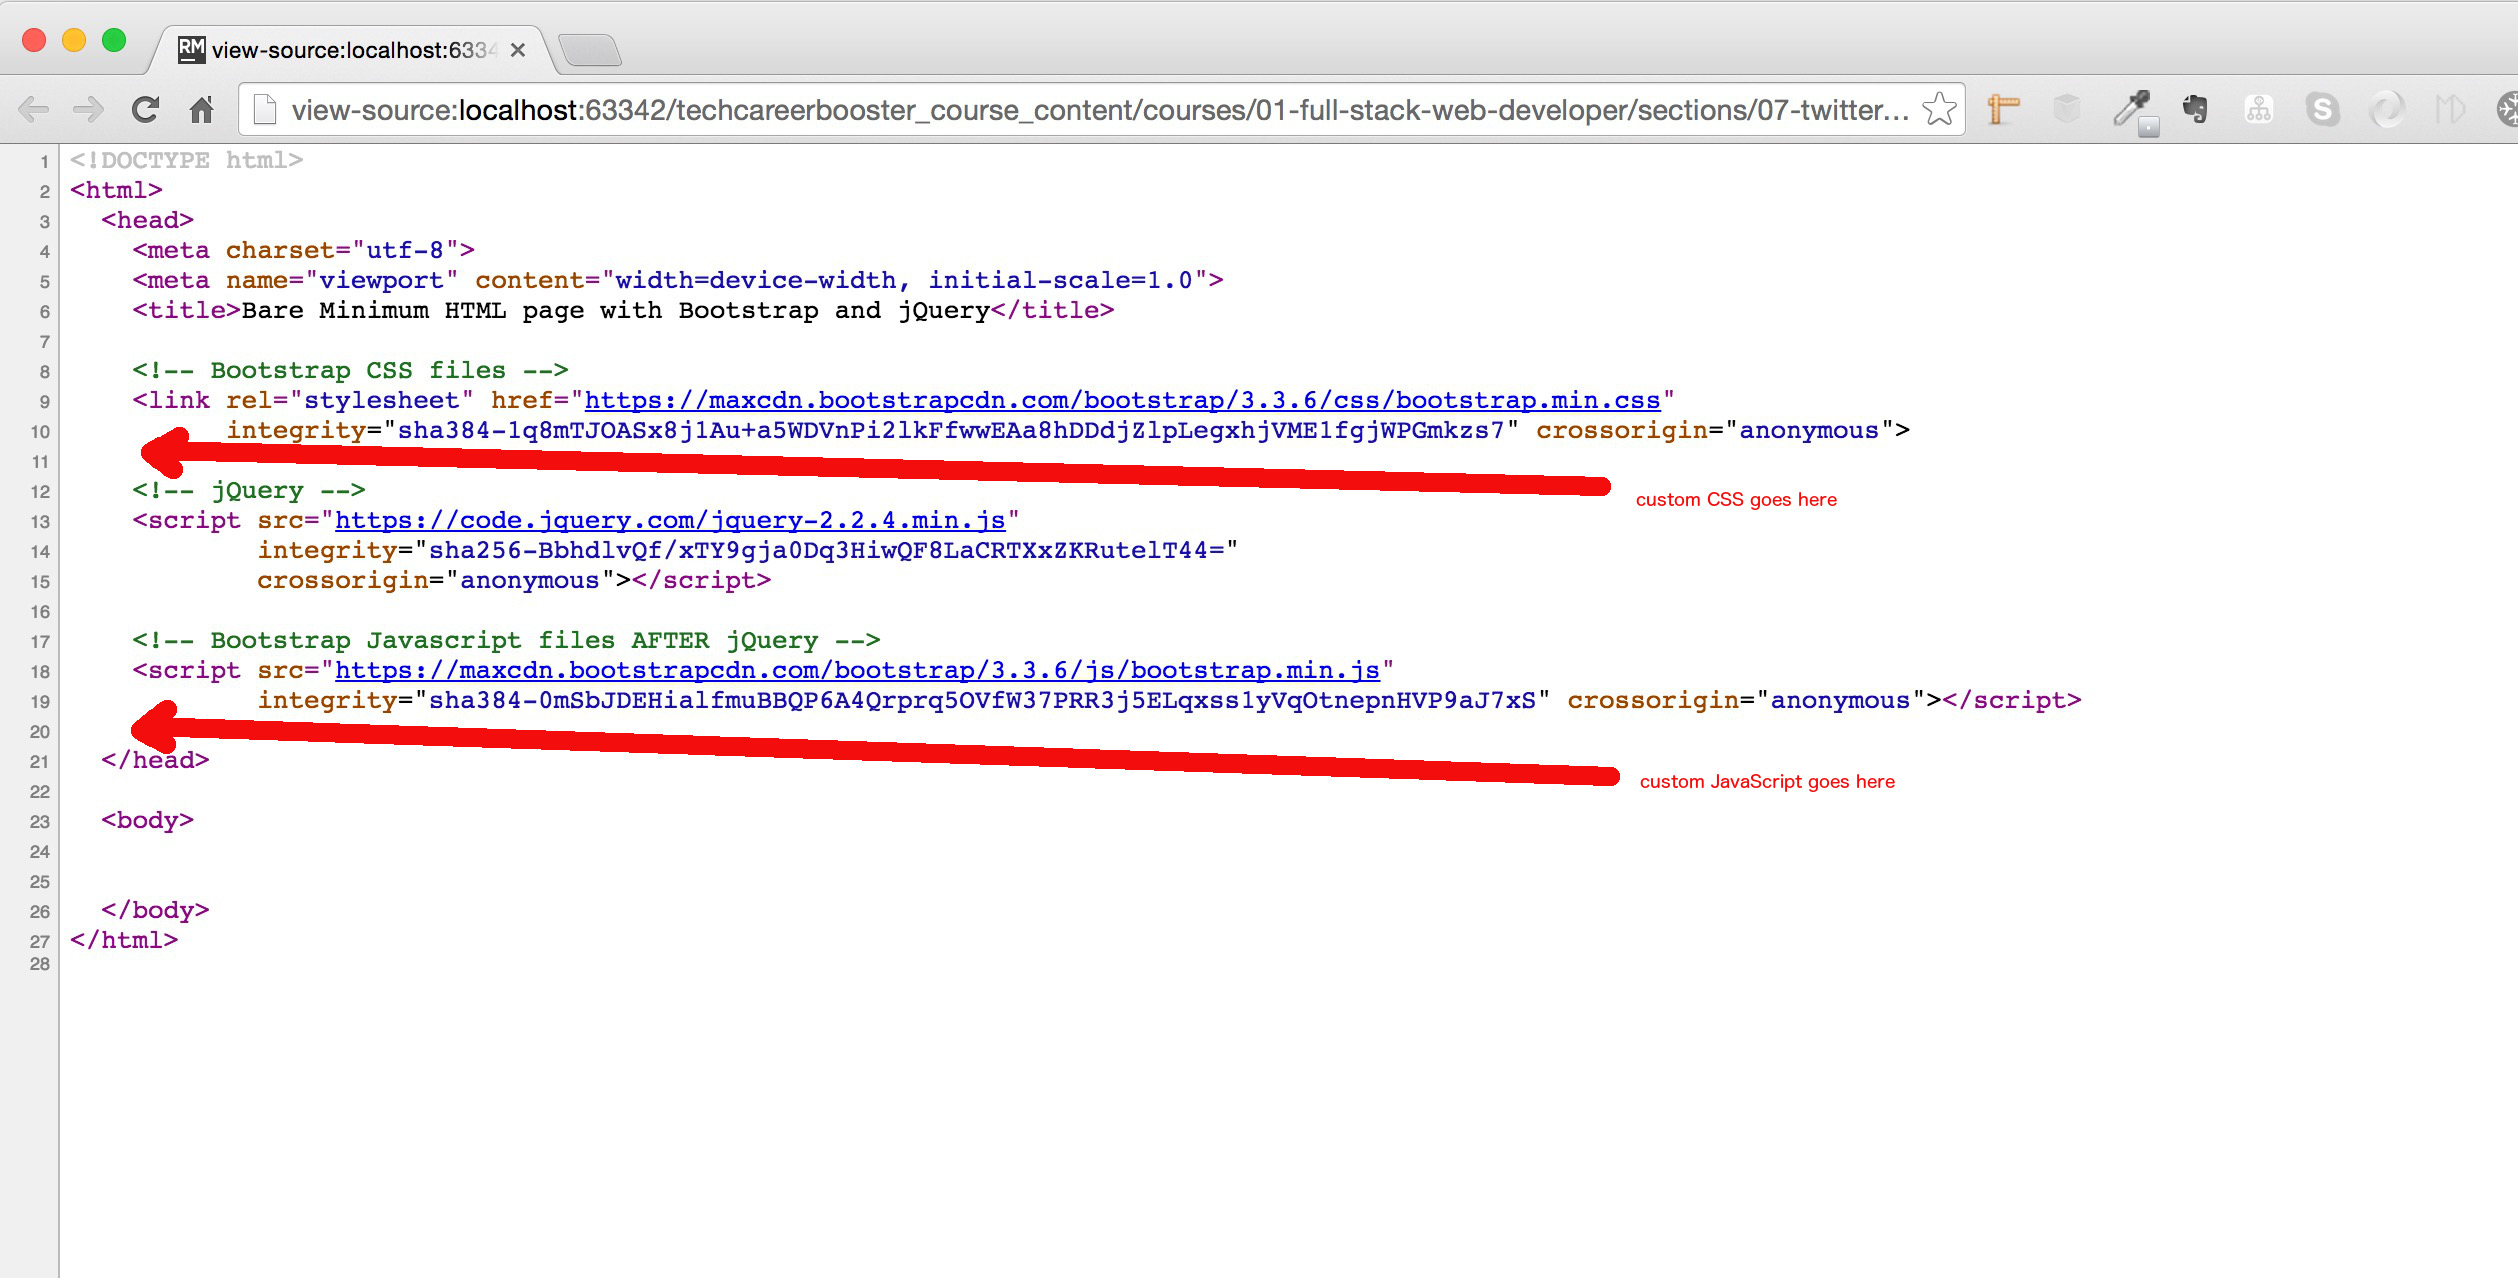 RM view-source:localhost:6334
view-source:localhost:63342/techcareerbooster_course_content/courses/01-full-stack-web-developer/sections/07-twitter...
1 <!DOCTYPE html>
2 <html>
3 <head>
4 <meta charset="utf-8">
5 <meta name="viewport" content="width=device-width, initial-scale=1.0">
6 <title>Bare Minimum HTML page with Bootstrap and jQuery</title>
7
8 <!-- Bootstrap CSS files -->
9 <link rel="stylesheet" href="https://maxcdn.bootstrapcdn.com/bootstrap/3.3.6/css/bootstrap.min.css"
10 integrity="sha384-1q8mTJOASx8j1Au+a5WDVnPi2lkFfwwEAa8hDDdjZlpLegxhjVME1fgjWPGmkzs7" crossorigin="anonymous">
11
custom CSS goes here
12 <!-- jQuery -->
13 <script src="https://code.jquery.com/jquery-2.2.4.min.js"
14 integrity="sha256-BbhdlvQf/xTY9gja0Dq3HiwQF8LaCRTXxZKRutelT44="
15 crossorigin="anonymous"></script>
16
17 <!-- Bootstrap Javascript files AFTER jQuery -->
18 <script src="https://maxcdn.bootstrapcdn.com/bootstrap/3.3.6/js/bootstrap.min.js"
19 integrity="sha384-0mSbJDEHialfmuBBQP6A4Qrprq5OVfW37PRR3j5ELqxss1yVqOtnepnHVP9aJ7xS" crossorigin="anonymous"></script>
20
21 </head>
custom JavaScript goes here
22
23 <body>
24
25
26 </body>
27 </html>
28